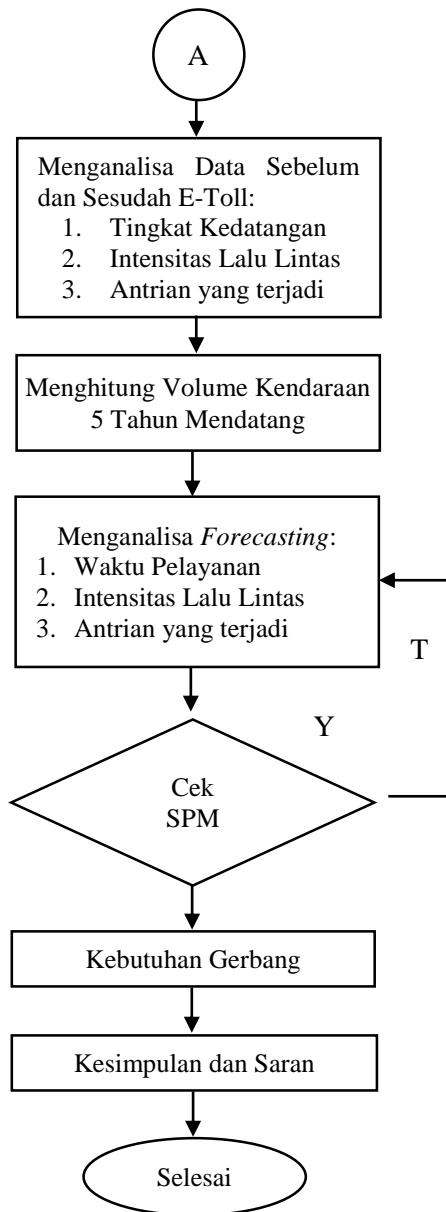 A
Menganalisa Data Sebelum
dan Sesudah E-Toll:
1. Tingkat Kedatangan
2. Intensitas Lalu Lintas
3. Antrian yang terjadi
Menghitung Volume Kendaraan
5 Tahun Mendatang
Menganalisa Forecasting:
1. Waktu Pelayanan
2. Intensitas Lalu Lintas
3. Antrian yang terjadi
T
Y
Cek
SPM
Kebutuhan Gerbang
Kesimpulan dan Saran
Selesai